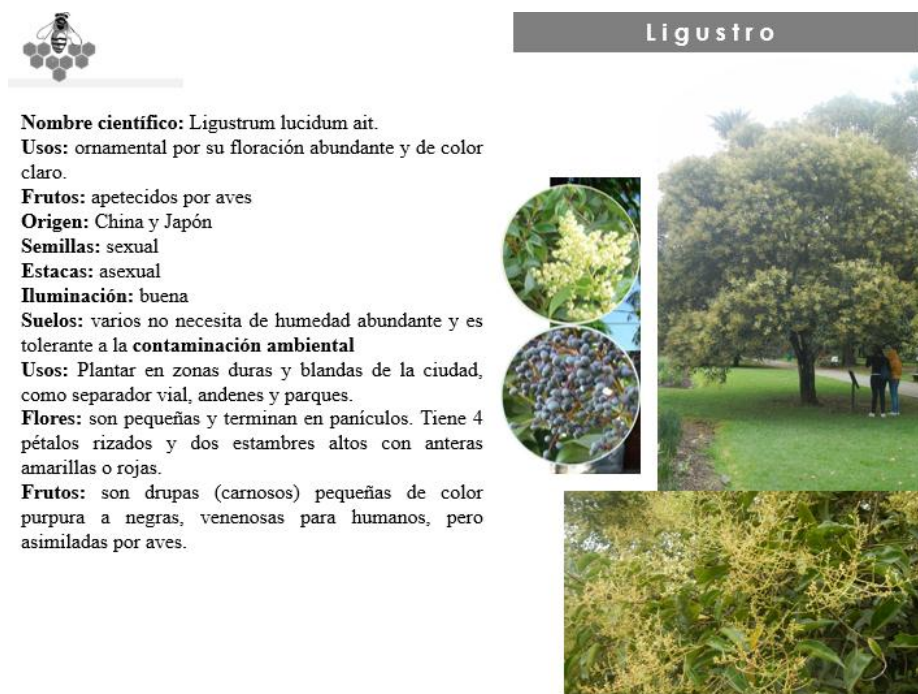 Ligustro
Nombre científico: Ligustrum lucidum ait.
Usos: ornamental por su floración abundante y de color
claro.
Frutos: apetecidos por aves
Origen: China y Japón
Semillas: sexual
Estacas: asexual
Iluminación: buena
Suelos: varios no necesita de humedad abundante y es
tolerante a la contaminación ambiental
Usos: Plantar en zonas duras y blandas de la ciudad,
como separador vial, andenes y parques.
Flores: son pequeñas y terminan en panículos. Tiene 4
pétalos rizados y dos estambres altos con anteras
amarillas o rojas.
Frutos: son drupas (carnosos) pequeñas de color
purpura a negras, venenosas para humanos, pero
asimiladas por aves.